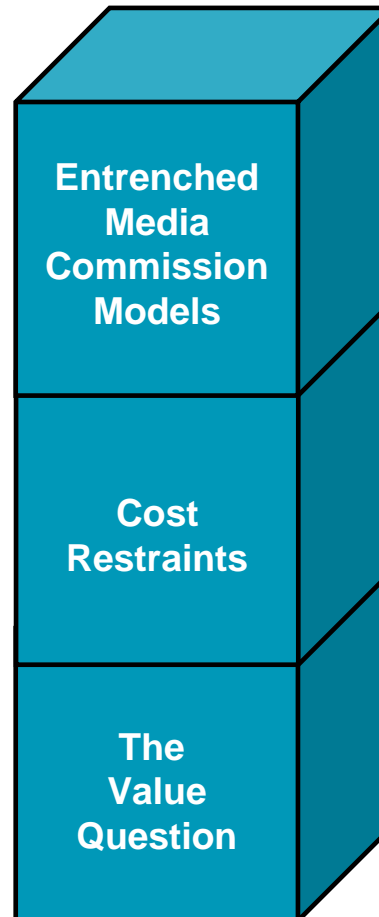 Entrenched
Media
Commission
Models
Cost
Restraints
The
Value
Question